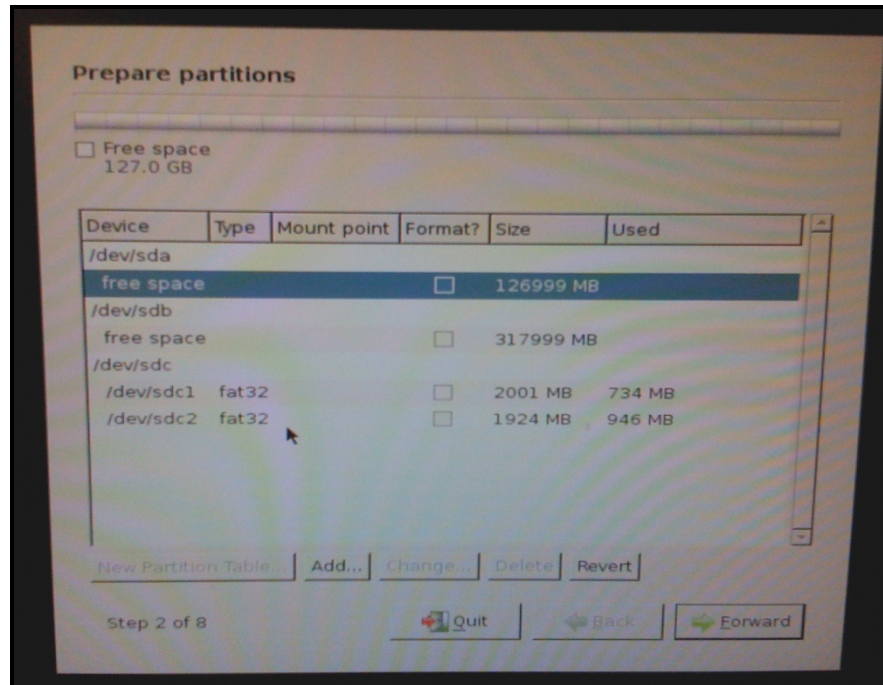 Prepare partitions
Free space
127.0 GB
Device Type Mount point Format? Size Used
/dev/sda
free space 126999 MB
/dev/sdb
free space 317999 MB
/dev/sdc
/dev/sdc1 fat32 2001 MB 734 MB
/dev/sdc2 fat32 1924 MB 946 MB
New Partition Table... Add... Change... Delete Revert
Step 2 of 8 Quit Back Forward